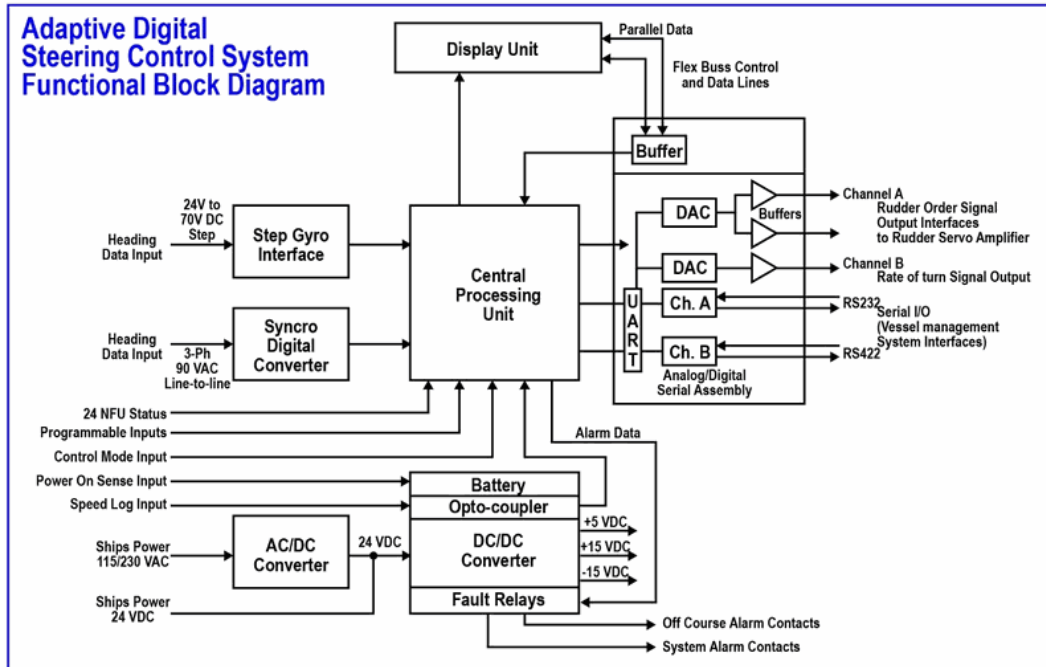 Adaptive Digital
Steering Control System
Functional Block Diagram
Display Unit
Parallel Data
Flex Buss Control
and Data Lines
Buffer
24V to
70V DC
Step
Heading
Data Input
Step Gyro
Interface
Central
Processing
Unit
DAC
Buffers
Channel A
Rudder Order Signal
Output Interfaces
to Rudder Servo Amplifier
DAC
Channel B
Rate of turn Signal Output
UART
Ch. A
RS232
Serial I/O
(Vessel management
System Interfaces)
Ch. B
RS422
Analog/Digital
Serial Assembly
Heading
Data Input
3-Ph
90 VAC
Line-to-line
Syncro
Digital
Converter
24 NFU Status
Programmable Inputs
Control Mode Input
Alarm Data
Power On Sense Input
Battery
Speed Log Input
Opto-coupler
Ships Power
115/230 VAC
AC/DC
Converter
24 VDC
DC/DC
Converter
+5 VDC
+15 VDC
-15 VDC
Ships Power
24 VDC
Fault Relays
Off Course Alarm Contacts
System Alarm Contacts